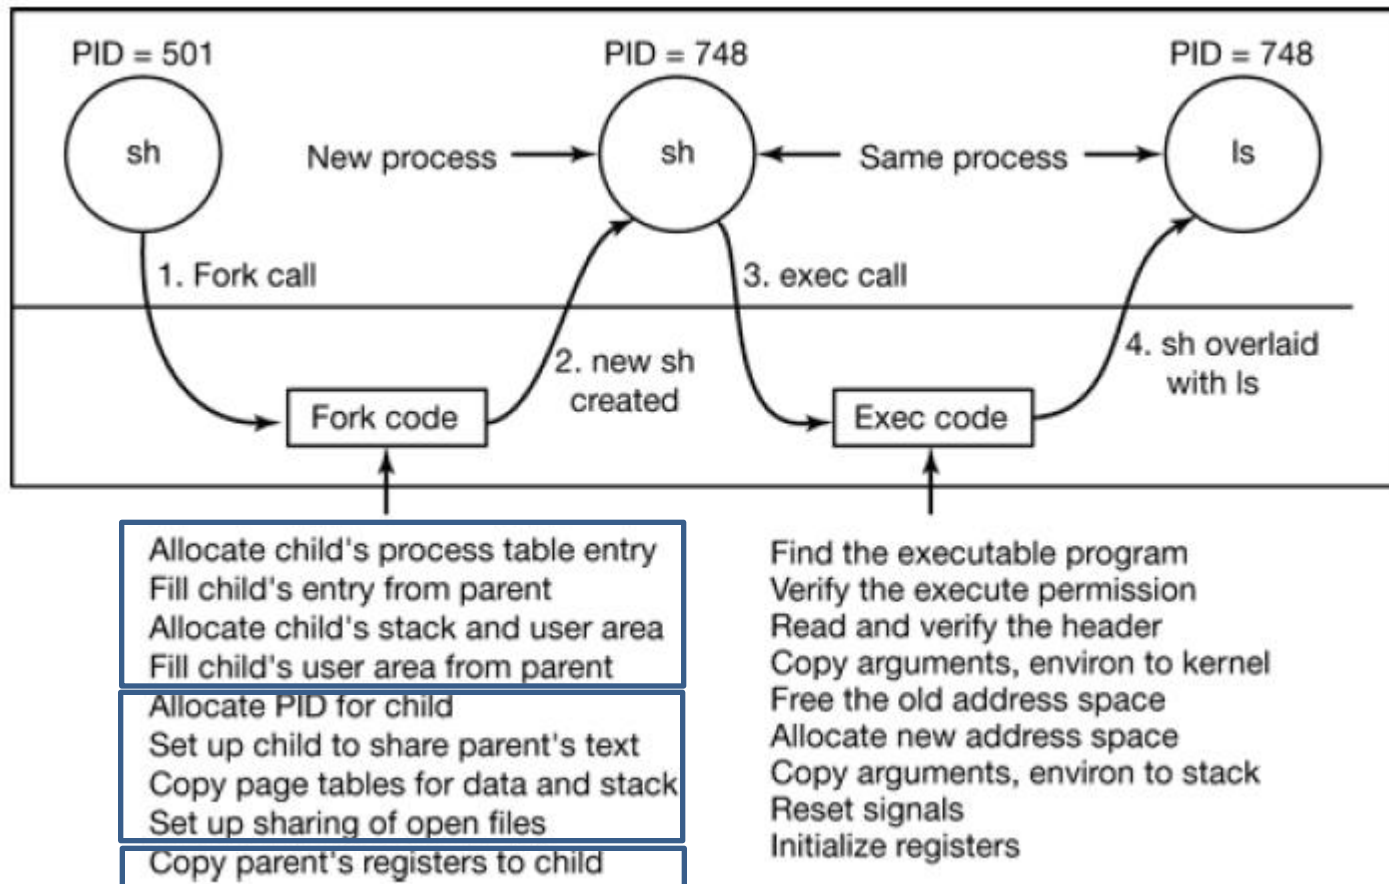 PID = 501
PID = 748
PID = 748
sh
New process
sh
Same process
ls
1. Fork call
3. exec call
2. new sh
created
4. sh overlaid
with ls
Fork code
Exec code
Allocate child's process table entry
Fill child's entry from parent
Allocate child's stack and user area
Fill child's user area from parent
Allocate PID for child
Set up child to share parent's text
Copy page tables for data and stack
Set up sharing of open files
Copy parent's registers to child
Find the executable program
Verify the execute permission
Read and verify the header
Copy arguments, environ to kernel
Free the old address space
Allocate new address space
Copy arguments, environ to stack
Reset signals
Initialize registers